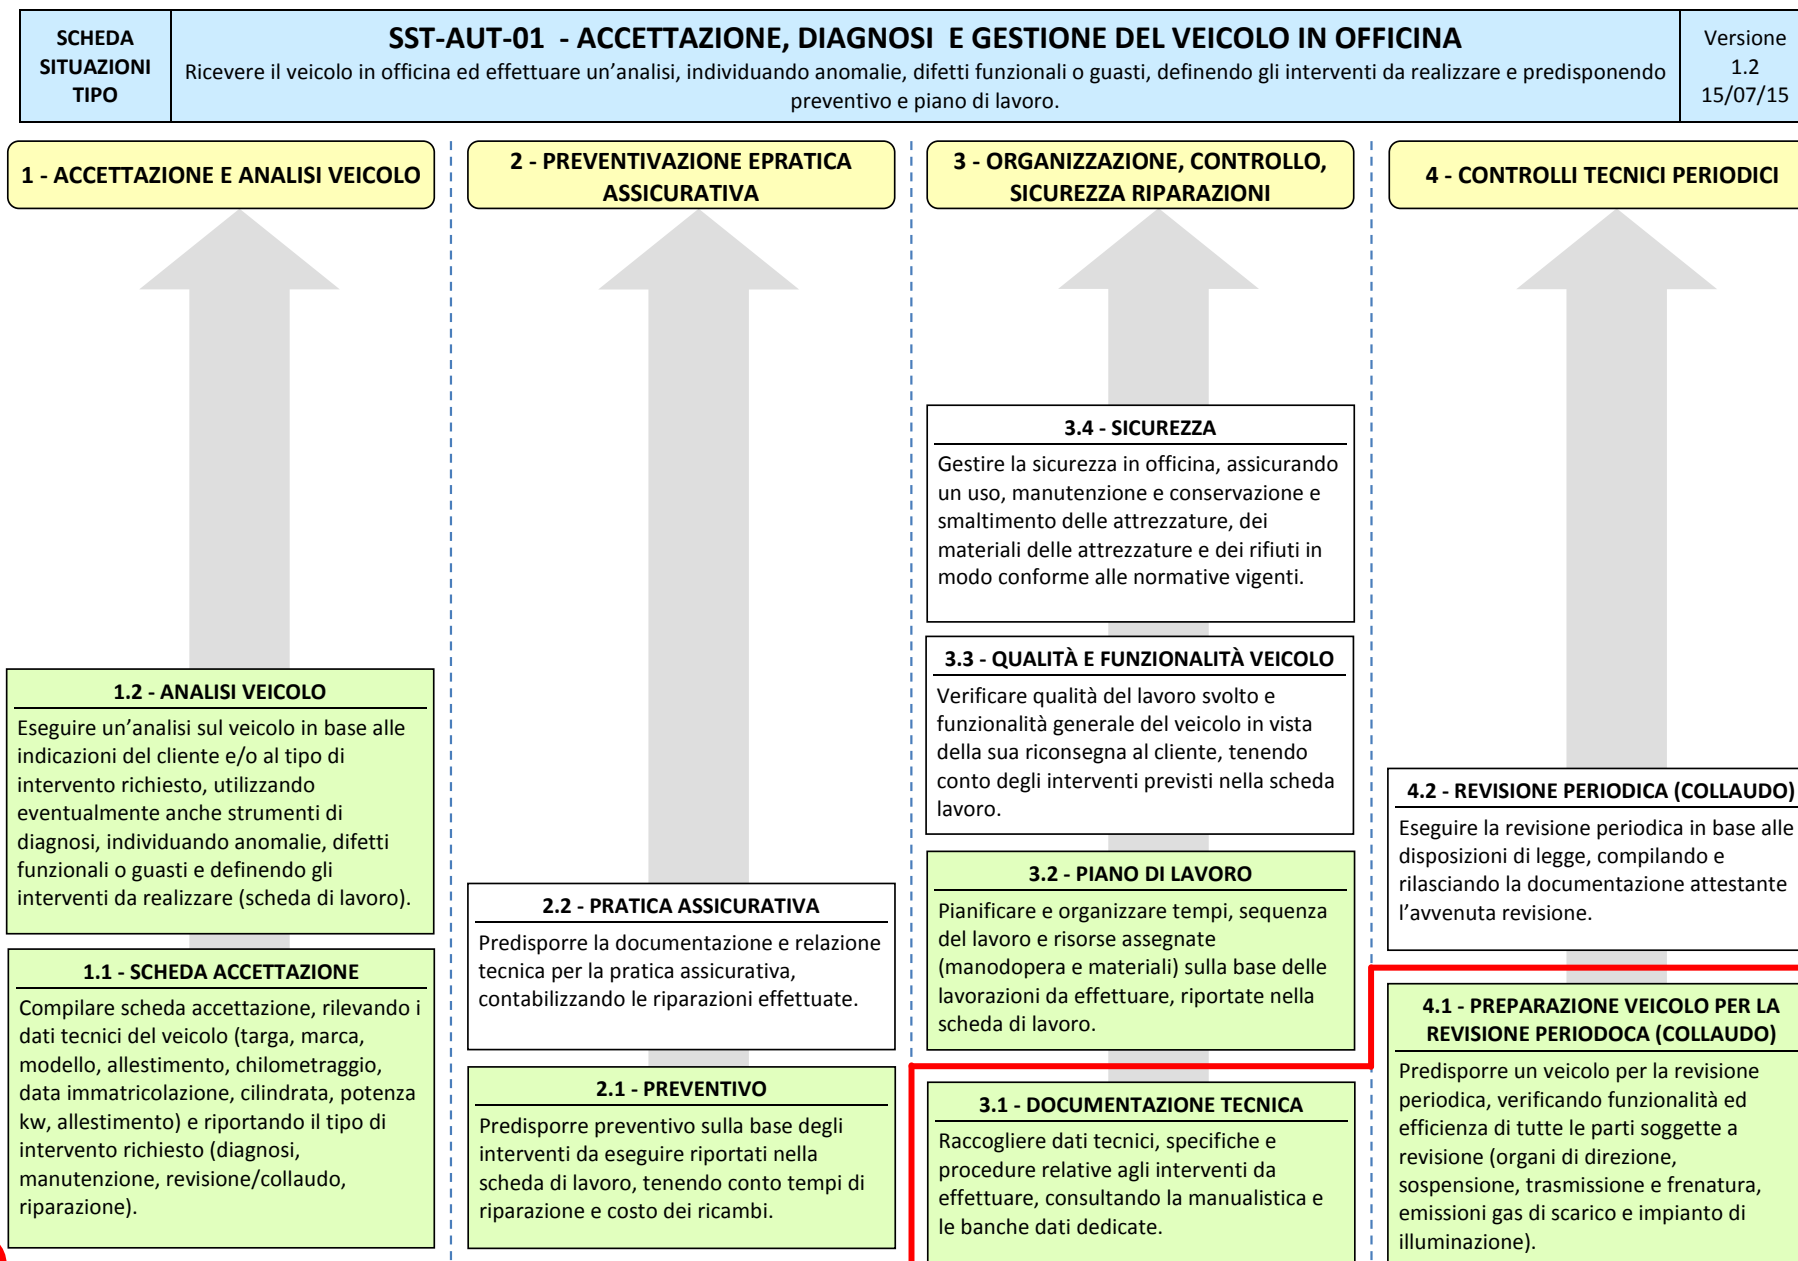 SCHEDA
SITUAZIONI
TIPO
SST-AUT-01 - ACCETTAZIONE, DIAGNOSI E GESTIONE DEL VEICOLO IN OFFICINA
Ricevere il veicolo in officina ed effettuare un'analisi, individuando anomalie, difetti funzionali o guasti, definendo gli interventi da realizzare e predisponendo
preventivo e piano di lavoro.
Versione
1.2
15/07/15
1 - ACCETTAZIONE E ANALISI VEICOLO
1.2 - ANALISI VEICOLO
Eseguire un'analisi sul veicolo in base alle
indicazioni del cliente e/o al tipo di
intervento richiesto, utilizzando
eventualmente anche strumenti di
diagnosi, individuando anomalie, difetti
funzionali o guasti e definendo gli
interventi da realizzare (scheda di lavoro).
1.1 - SCHEDA ACCETTAZIONE
Compilare scheda accettazione, rilevando i
dati tecnici del veicolo (targa, marca,
modello, allestimento, chilometraggio,
data immatricolazione, cilindrata, potenza
kw, allestimento) e riportando il tipo di
intervento richiesto (diagnosi,
manutenzione, revisione/collaudo,
riparazione).
2 - PREVENTIVAZIONE EPRATICA
ASSICURATIVA
2.2 - PRATICA ASSICURATIVA
Predisporre la documentazione e relazione
tecnica per la pratica assicurativa,
contabilizzando le riparazioni effettuate.
2.1 - PREVENTIVO
Predisporre preventivo sulla base degli
interventi da eseguire riportati nella
scheda di lavoro, tenendo conto tempi di
riparazione e costo dei ricambi.
3 - ORGANIZZAZIONE, CONTROLLO,
SICUREZZA RIPARAZIONI
3.4 - SICUREZZA
Gestire la sicurezza in officina, assicurando
un uso, manutenzione e conservazione e
smaltimento delle attrezzature, dei
materiali delle attrezzature e dei rifiuti in
modo conforme alle normative vigenti.
3.3 - QUALITÀ E FUNZIONALITÀ VEICOLO
Verificare qualità del lavoro svolto e
funzionalità generale del veicolo in vista
della sua riconsegna al cliente, tenendo
conto degli interventi previsti nella scheda
lavoro.
3.2 - PIANO DI LAVORO
Pianificare e organizzare tempi, sequenza
del lavoro e risorse assegnate
(manodopera e materiali) sulla base delle
lavorazioni da effettuare, riportate nella
scheda di lavoro.
3.1 - DOCUMENTAZIONE TECNICA
Raccogliere dati tecnici, specifiche e
procedure relative agli interventi da
effettuare, consultando la manualistica e
le banche dati dedicate.
4 - CONTROLLI TECNICI PERIODICI
4.2 - REVISIONE PERIODICA (COLLAUDO)
Eseguire la revisione periodica in base alle
disposizioni di legge, compilando e
rilasciando la documentazione attestante
l'avvenuta revisione.
4.1 - PREPARAZIONE VEICOLO PER LA
REVISIONE PERIODOCA (COLLAUDO)
Predisporre un veicolo per la revisione
periodica, verificando funzionalità ed
efficienza di tutte le parti soggette a
revisione (organi di direzione,
sospensione, trasmissione e frenatura,
emissioni gas di scarico e impianto di
illuminazione).